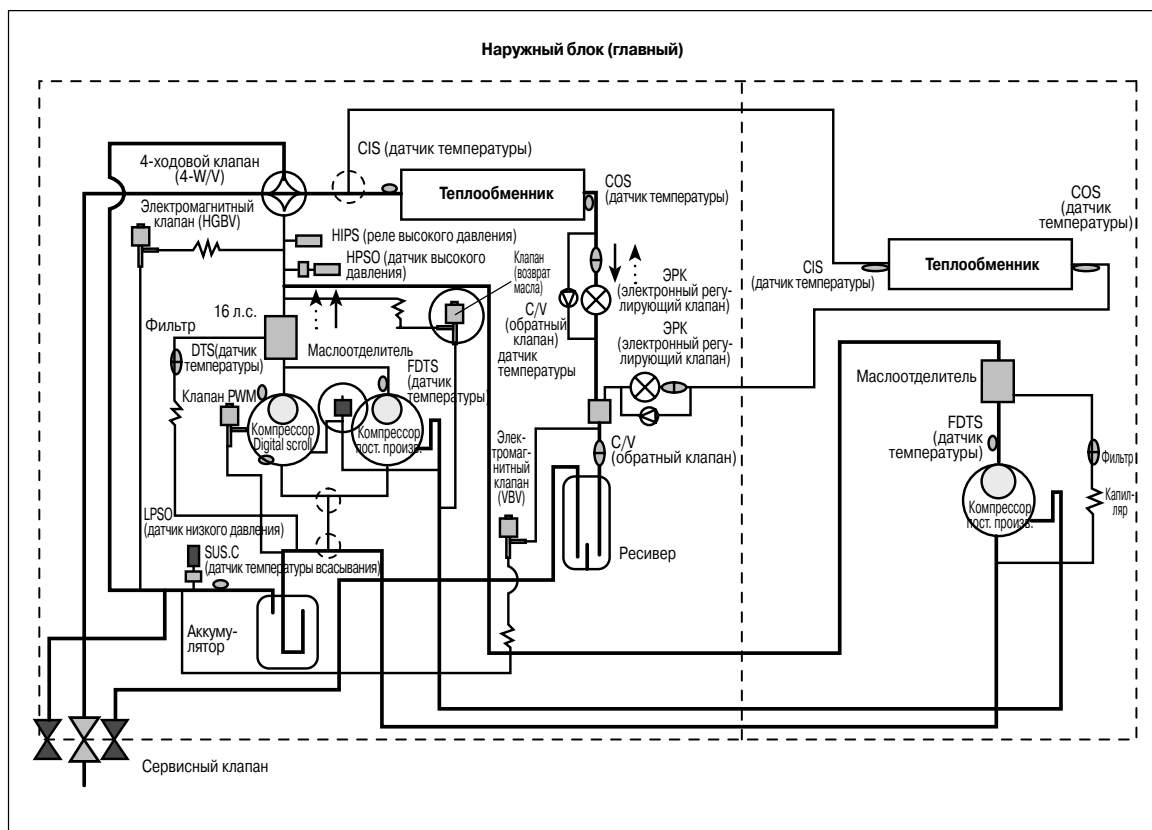 Наружный блок (главный)
CIS (датчик температуры)
4-ходовой клапан
(4-W/V)
Теплообменник
COS
(датчик
температуры)
COS
(датчик
температуры)
Электромагнитный
клапан (HGBV)
HIPS (реле высокого давления)
HPSO (датчик высокого
давления)
Клапан
(возврат
масла)
ЭРК
(электронный регу-
лирующий клапан)
CIS
(датчик температуры)
Теплообменник
16 л.с.
C/V
(обратный
клапан)
датчик
температуры
ЭРК
(электронный регу-
лирующий клапан)
Фильтр
DTS(датчик
температуры)
Маслоотделитель
FDTS
(датчик
температуры)
Клапан PWM
Компрессор
Digital scroll
Компрессор
пост. произв.
Маслоотделитель
FDTS
(датчик
температуры)
Фильтр
Электро-
магнитный
клапан
(VBV)
C/V
(обратный клапан)
Компрессор
пост. произв.
Капил-
ляр
LPSO
(датчик низкого давления)
SUS.C
(датчик температуры всасывания)
Ресивер
Аккуму-
лятор
Сервисный клапан